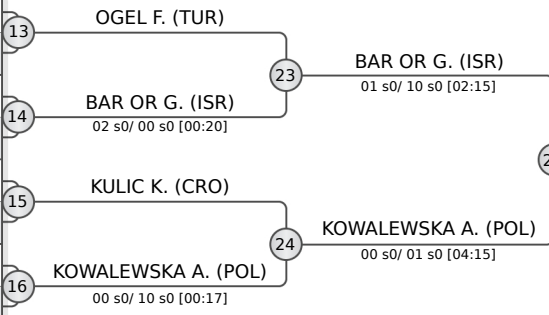 OGEL F. (TUR)
13
BAR OR G. (ISR)
23
01 s0/ 10 s0 [02:15]
BAR OR G. (ISR)
14
02 s0/ 00 s0 [00:20]
KULIC K. (CRO)
15
KOWALEWSKA A. (POL)
24
00 s0/ 01 s0 [04:15]
KOWALEWSKA A. (POL)
16
00 s0/ 10 s0 [00:17]